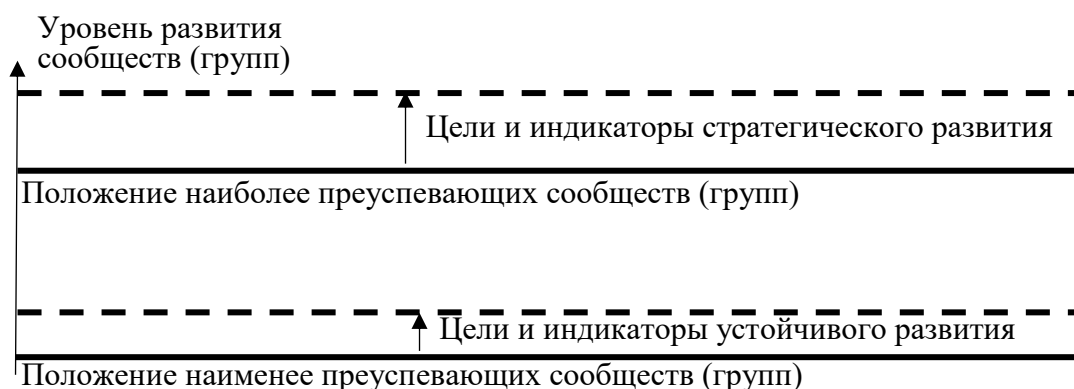 Уровень развития
сообществ (групп)
Цели и индикаторы стратегического развития
Положение наиболее преуспевающих сообществ (групп)
Цели и индикаторы устойчивого развития
Положение наименее преуспевающих сообществ (групп)